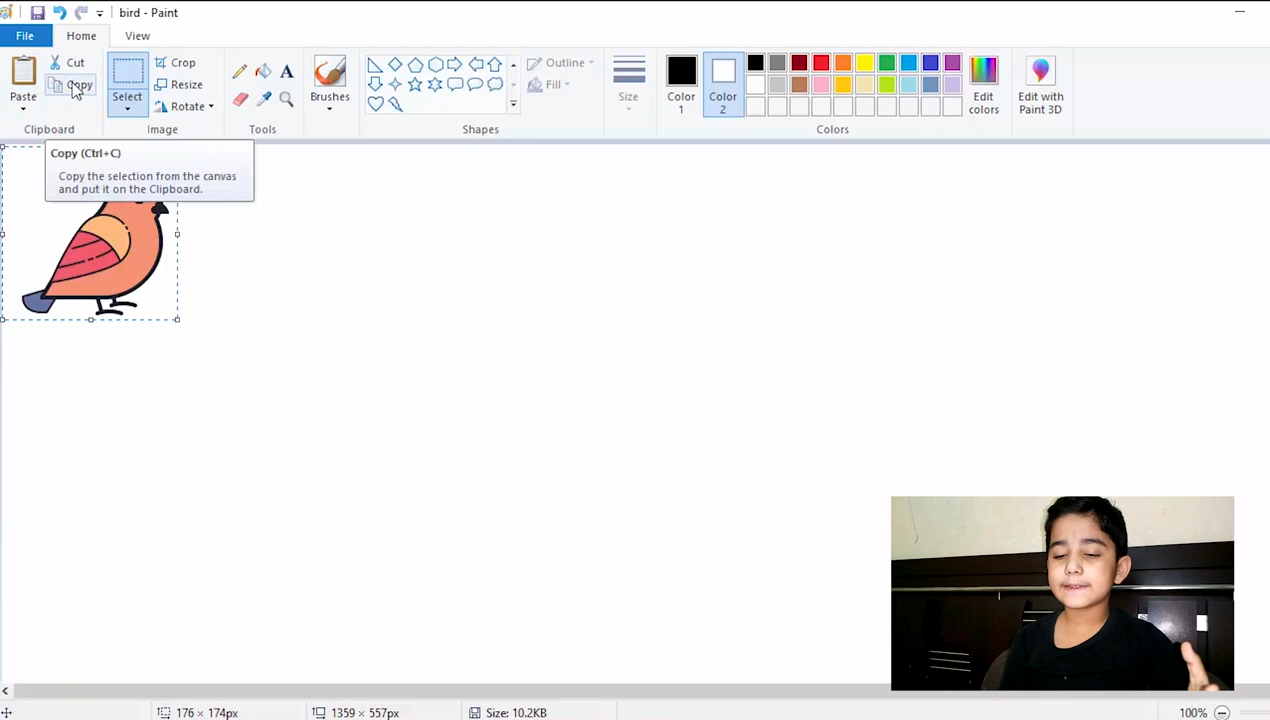 bird - Paint
File Home View
Paste
Cut
Copy
Clipboard
Select
Crop
Resize
Rotate
Image
Tools
Brushes
Outline
Fill
Shapes
Size
Color 1
Color 2
Edit colors
Colors
Edit with Paint 3D
Copy (Ctrl+C)
Copy the selection from the canvas
and put it on the Clipboard.
176 × 174px 1359 × 557px Size: 10.2KB 100%